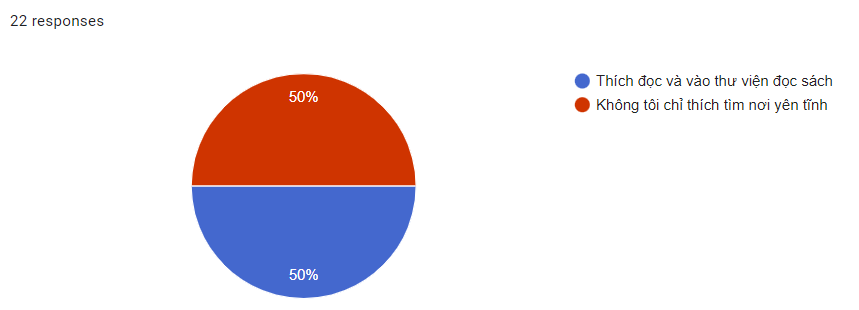 22 responses
50%
50%
Thích đọc và vào thư viện đọc sách
Không tôi chỉ thích tìm nơi yên tĩnh